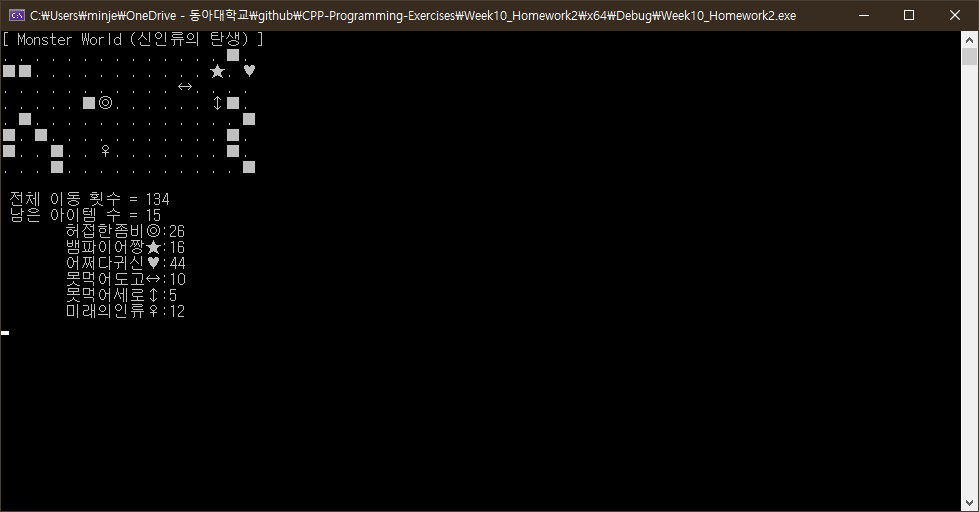 C:₩Users₩minje₩OneDrive - 동아대학교₩github₩CPP-Programming-Exercises₩Week10_Homework2₩x64₩Debug₩Week10_Homework2.exe
[ Monster World (신인류의 탄생) ]
. . . . . . . . . . . . . . ■.
■■. . . . . . . . . . . ★. ♥
. . . . . . . . . . . ↔. . . .
. . . . . ■◎. . . . . . ↕■.
. ■. . . . . . . . . . . . . ■
■. ■. . . . . . . . . . . ■.
■. . ■. . ♀. . . . . . . ■.
. . . ■. . . . . . . . . . . ■
전체 이동 횟수 = 134
남은 아이템 수 = 15
허접한좀비◎:26
뱀파이어짱★:16
어쩌다귀신♥:44
못먹어도고↔:10
못먹어세로↕:5
미래의인류♀:12